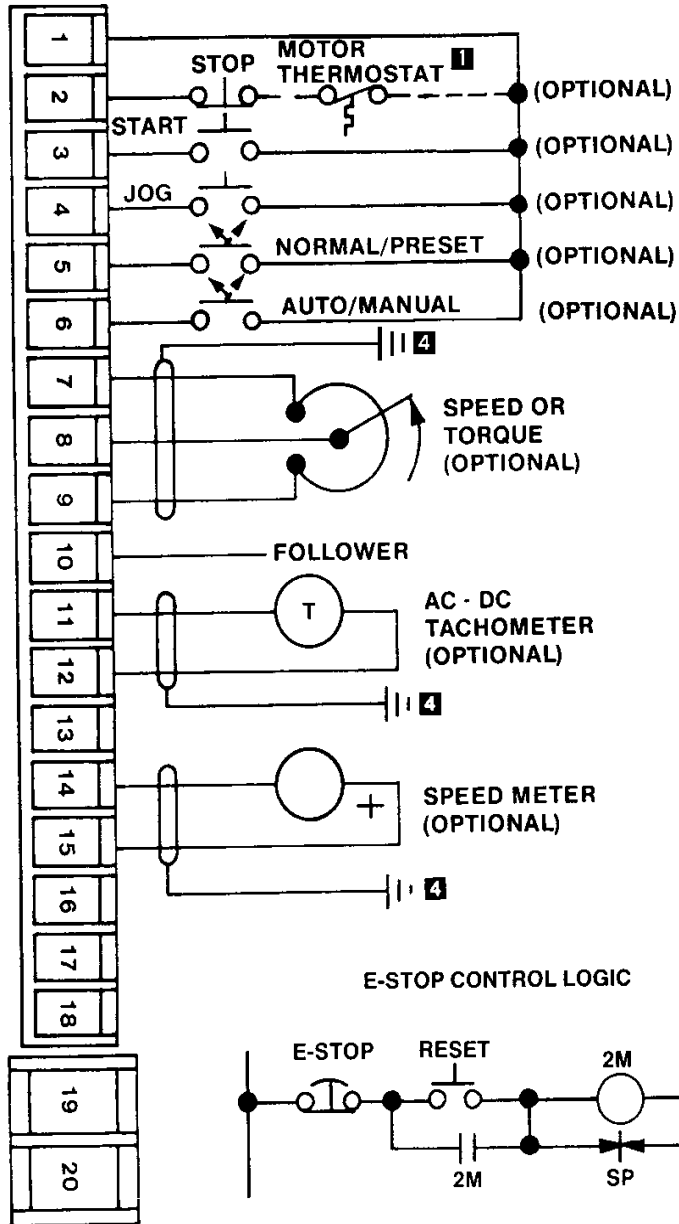 1
STOP
MOTOR
THERMOSTAT 1
2
(OPTIONAL)
START
3
(OPTIONAL)
JOG
4
(OPTIONAL)
5
NORMAL/PRESET
(OPTIONAL)
6
AUTO/MANUAL
(OPTIONAL)
4
7
8
9
SPEED OR
TORQUE
(OPTIONAL)
10
FOLLOWER
11
T
12
AC - DC
TACHOMETER
(OPTIONAL)
4
13
14
15
+
SPEED METER
(OPTIONAL)
4
16
17
18
E-STOP CONTROL LOGIC
19
20
E-STOP
RESET
2M
2M
SP